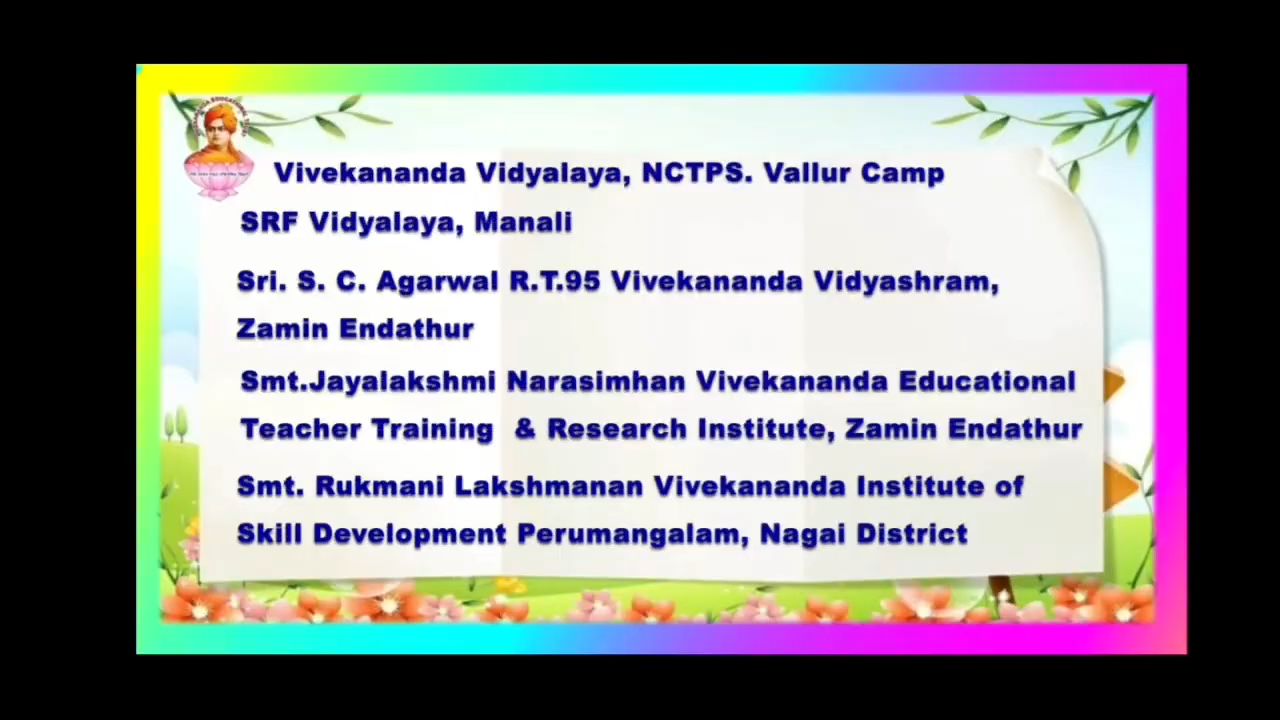 Vivekananda Vidyalaya, NCTPS. Vallur Camp
SRF Vidyalaya, Manali
Sri. S. C. Agarwal R.T.95 Vivekananda Vidyashram,
Zamin Endathur
Smt.Jayalakshmi Narasimhan Vivekananda Educational
Teacher Training & Research Institute, Zamin Endathur
Smt. Rukmani Lakshmanan Vivekananda Institute of
Skill Development Perumangalam, Nagai District